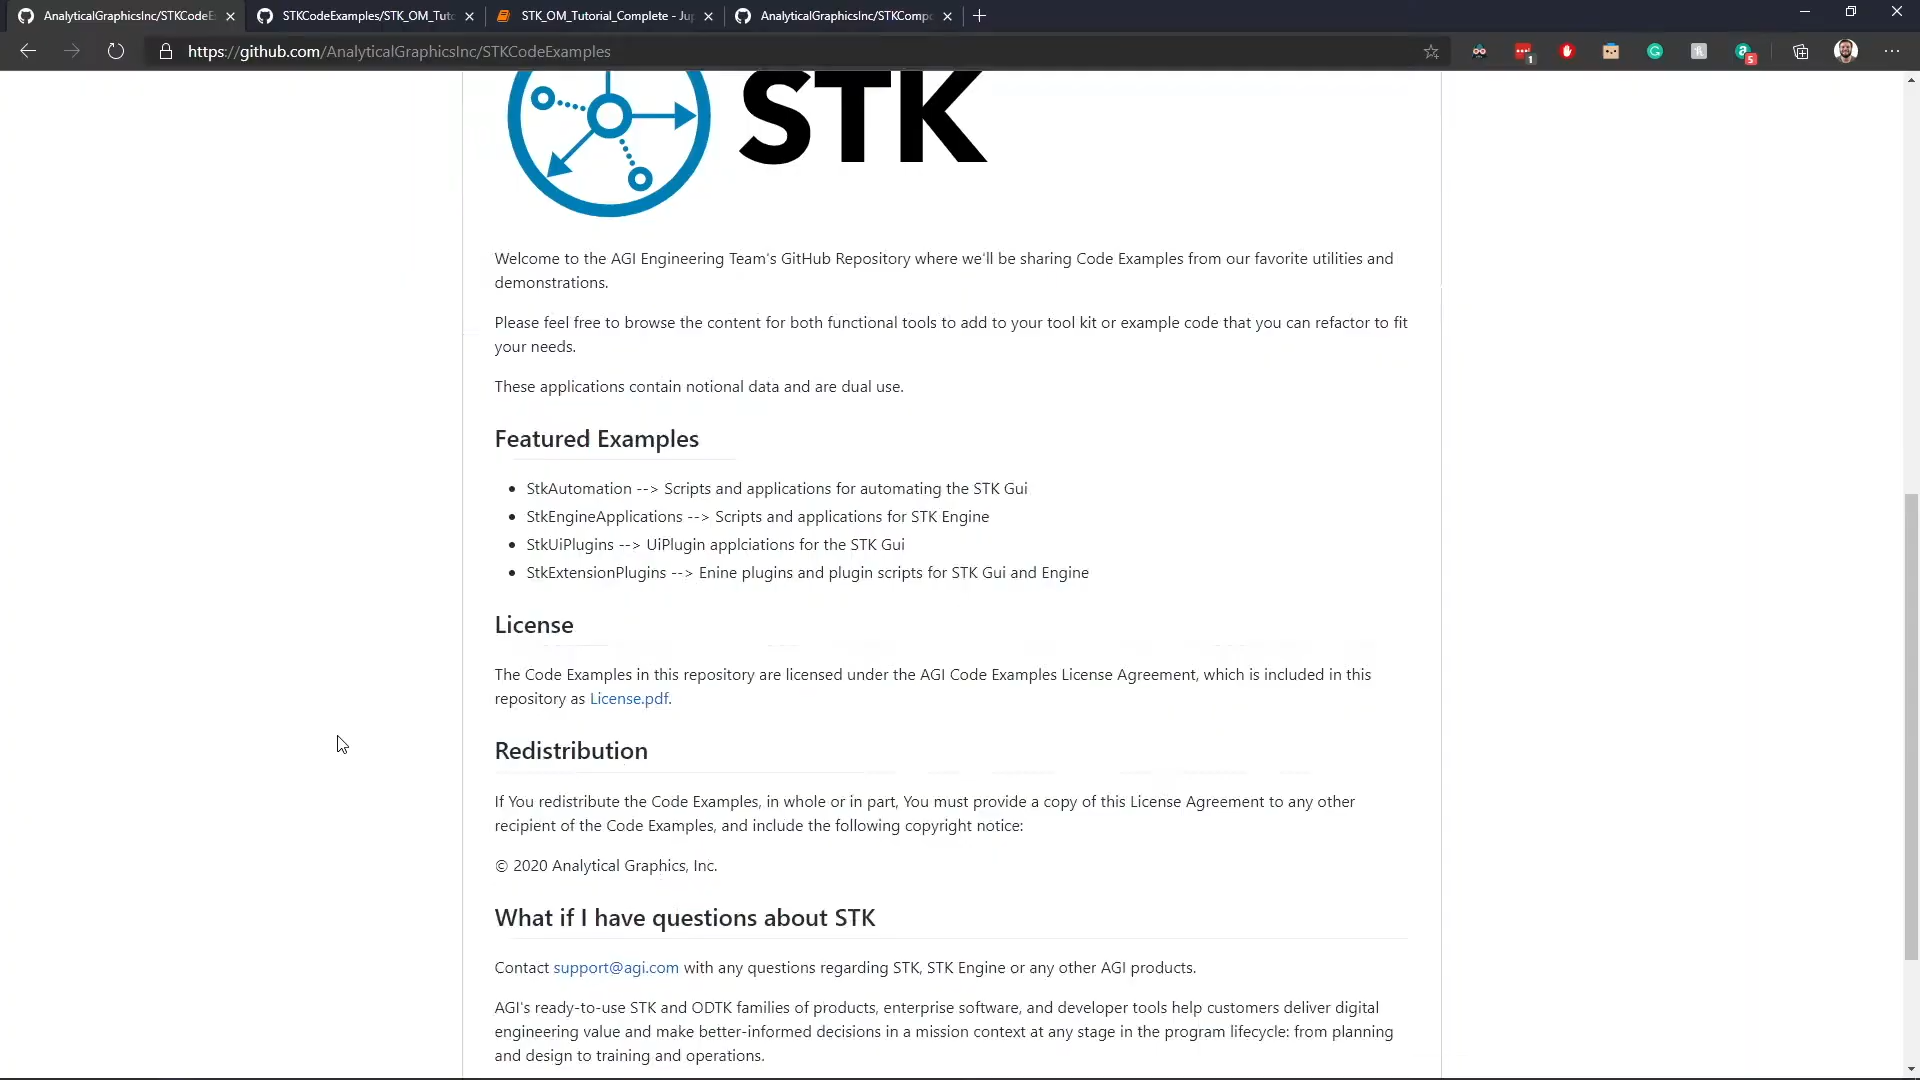 AnalyticalGraphicsInc/STKCodeE
STKCodeExamples/STK_OM_Tuto
STK_OM_Tutorial_Complete - Jup
AnalyticalGraphicsInc/STKCompo
https://github.com/AnalyticalGraphicsInc/STKCodeExamples
1
5
STK
Welcome to the AGI Engineering Team's GitHub Repository where we'll be sharing Code Examples from our favorite utilities and
demonstrations.
Please feel free to browse the content for both functional tools to add to your tool kit or example code that you can refactor to fit
your needs.
These applications contain notional data and are dual use.
Featured Examples
• StkAutomation --> Scripts and applications for automating the STK Gui
• StkEngineApplications --> Scripts and applications for STK Engine
• StkUiPlugins --> UiPlugin applciations for the STK Gui
• StkExtensionPlugins --> Enine plugins and plugin scripts for STK Gui and Engine
License
The Code Examples in this repository are licensed under the AGI Code Examples License Agreement, which is included in this
repository as License.pdf.
Redistribution
If You redistribute the Code Examples, in whole or in part, You must provide a copy of this License Agreement to any other
recipient of the Code Examples, and include the following copyright notice:
© 2020 Analytical Graphics, Inc.
What if I have questions about STK
Contact support@agi.com with any questions regarding STK, STK Engine or any other AGI products.
AGI's ready-to-use STK and ODTK families of products, enterprise software, and developer tools help customers deliver digital
engineering value and make better-informed decisions in a mission context at any stage in the program lifecycle: from planning
and design to training and operations.